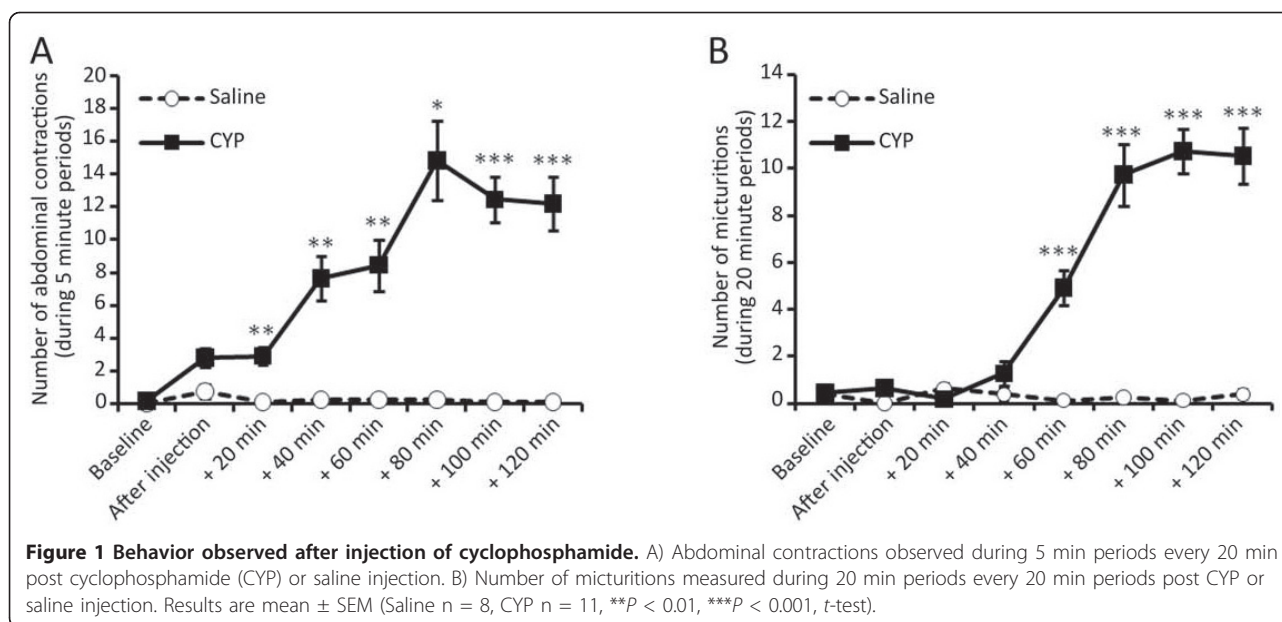 A
Number of abdominal contractions
(during 5 minute periods)
20
18
16
14
12
10
8
6
4
2
0
Saline
CYP
**
**
**
*
***
***
Baseline
After injection
+ 20 min
+ 40 min
+ 60 min
+ 80 min
+ 100 min
+ 120 min
B
Number of micturitions
(during 20 minute periods)
14
12
10
8
6
4
2
0
Saline
CYP
***
***
***
***
Baseline
After injection
+ 20 min
+ 40 min
+ 60 min
+ 80 min
+ 100 min
+ 120 min
Figure 1 Behavior observed after injection of cyclophosphamide. A) Abdominal contractions observed during 5 min periods every 20 min
post cyclophosphamide (CYP) or saline injection. B) Number of micturitions measured during 20 min periods every 20 min periods post CYP or
saline injection. Results are mean ± SEM (Saline n = 8, CYP n = 11, **P < 0.01, ***P < 0.001, t-test).